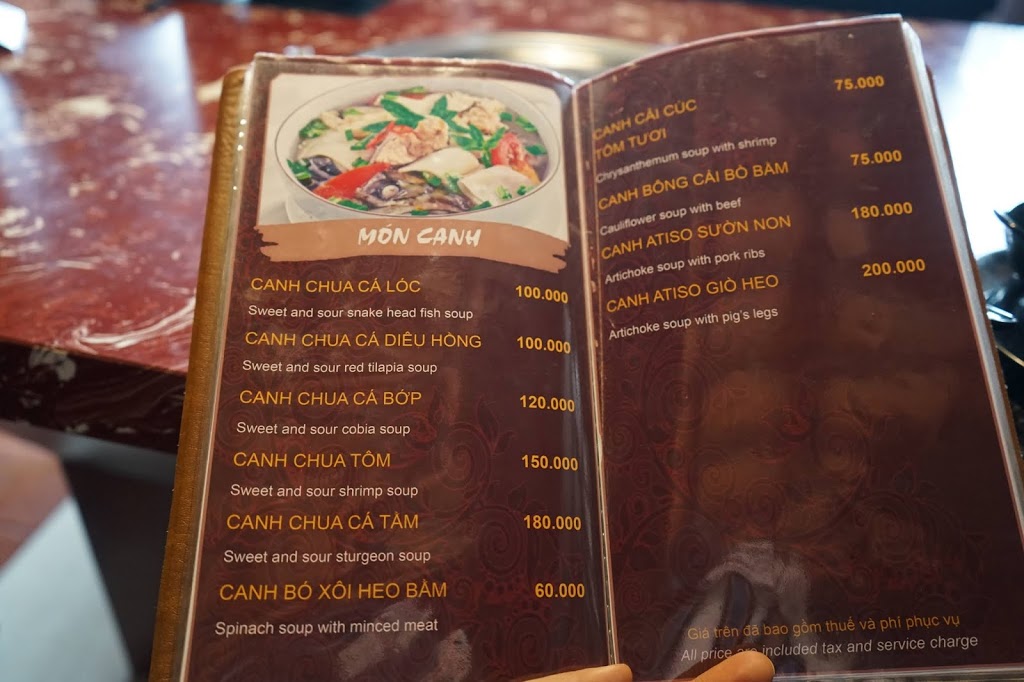 MÓN CANH
CANH CHUA CÁ LÓC 100.000
Sweet and sour snake head fish soup
CANH CHUA CÁ DIÊU HỒNG 100.000
Sweet and sour red tilapia soup
CANH CHUA CÁ BỚP 120.000
Sweet and sour cobia soup
CANH CHUA TÔM 150.000
Sweet and sour shrimp soup
CANH CHUA CÁ TẦM 180.000
Sweet and sour sturgeon soup
CANH BÓ XÔI HEO BẰM 60.000
Spinach soup with minced meat
CANH CẢI CÚC 75.000
TÔM TƯƠI
Chrysanthemum soup with shrimp
CANH BÔNG CẢI BÒ BẰM 75.000
Cauliflower soup with beef
CANH ATISO SƯỜN NON 180.000
Artichoke soup with pork ribs
CANH ATISO GIÒ HEO 200.000
Artichoke soup with pig's legs
Giá trên đã bao gồm thuế và phí phục vụ
All price are included tax and service charge